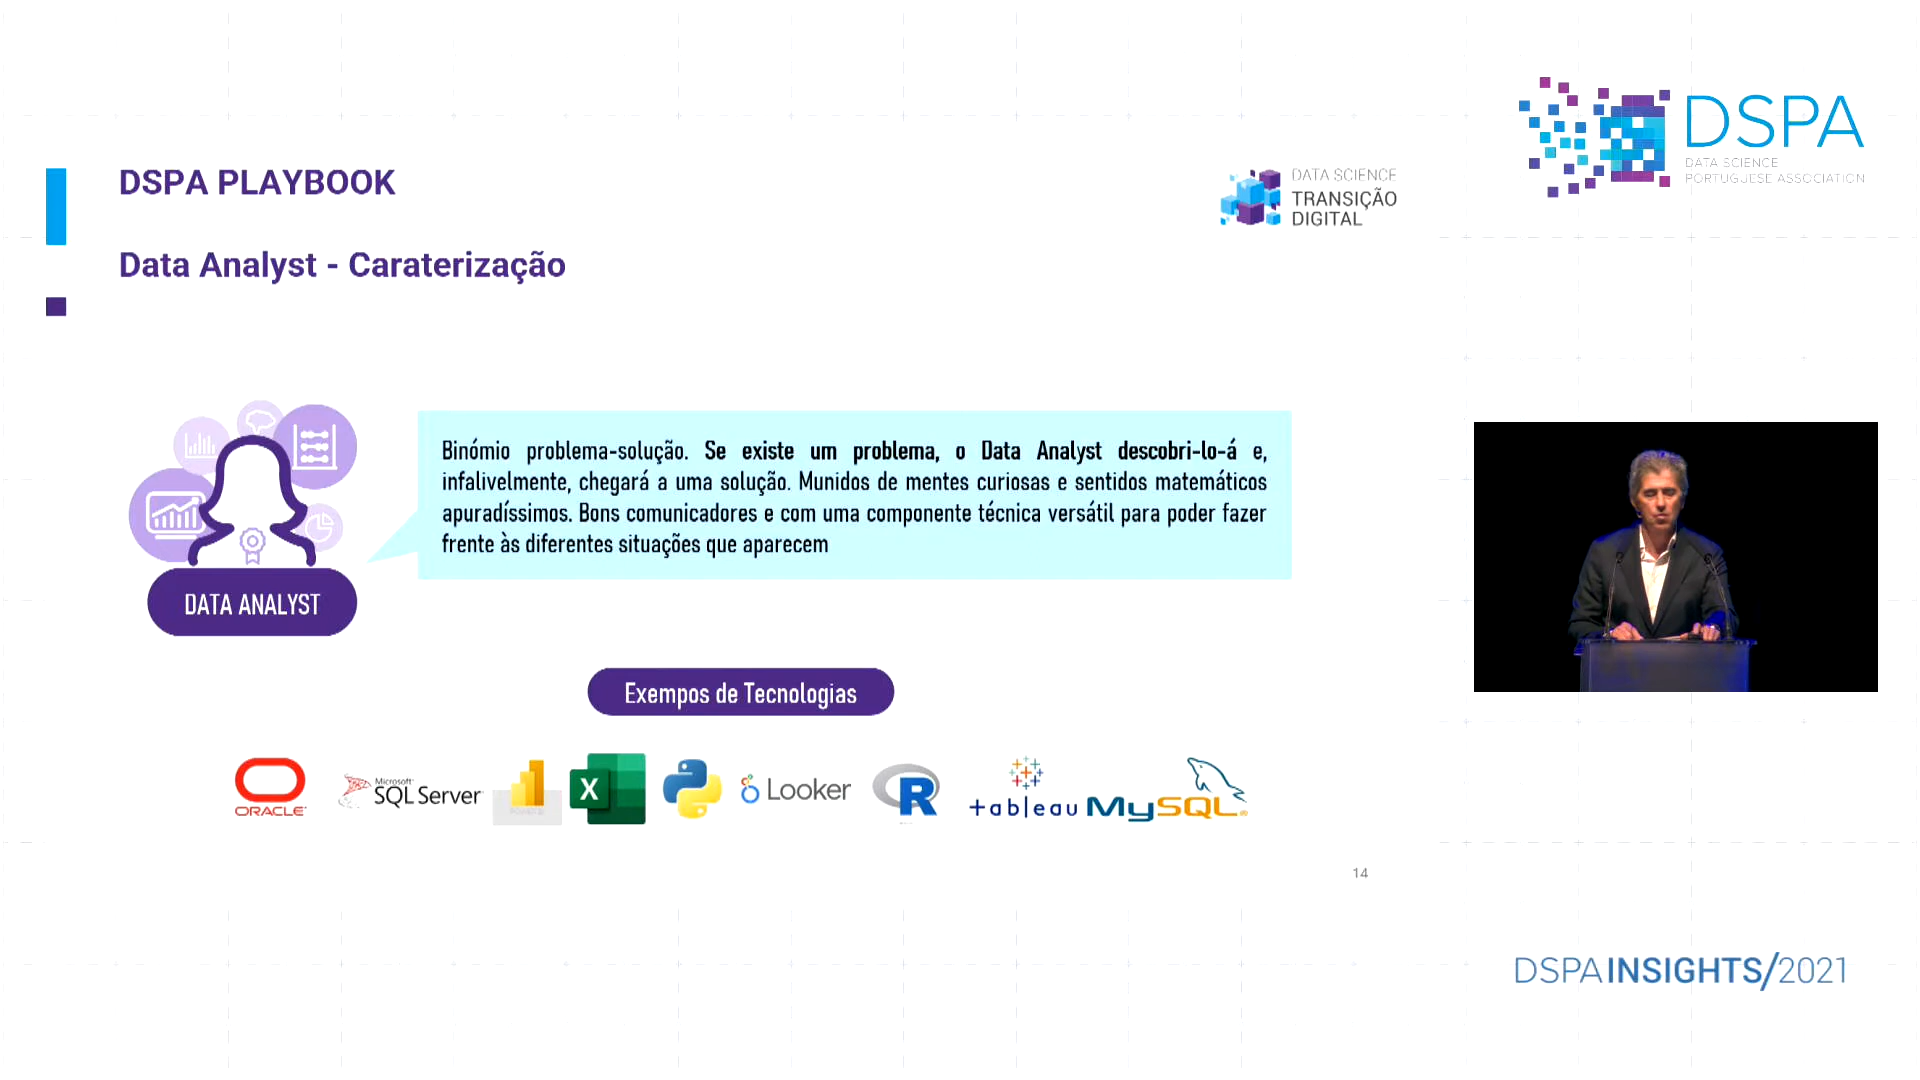 DSPA
DATA SCIENCE
PORTUGUESE ASSOCIATION
DSPA PLAYBOOK
DATA SCIENCE
TRANSIÇÃO
DIGITAL
Data Analyst - Caraterização
Binómio problema-solução. Se existe um problema, o Data Analyst descobri-lo-á e,
infalivelmente, chegará a uma solução. Munidos de mentes curiosas e sentidos matemáticos
apuradíssimos. Bons comunicadores e com uma componente técnica versátil para poder fazer
frente às diferentes situações que aparecem
DATA ANALYST
Exempos de Tecnologias
ORACLE
Microsoft
SQL Server
X
Looker
R
+ableau
MySQL
14
DSPAINSIGHTS/2021